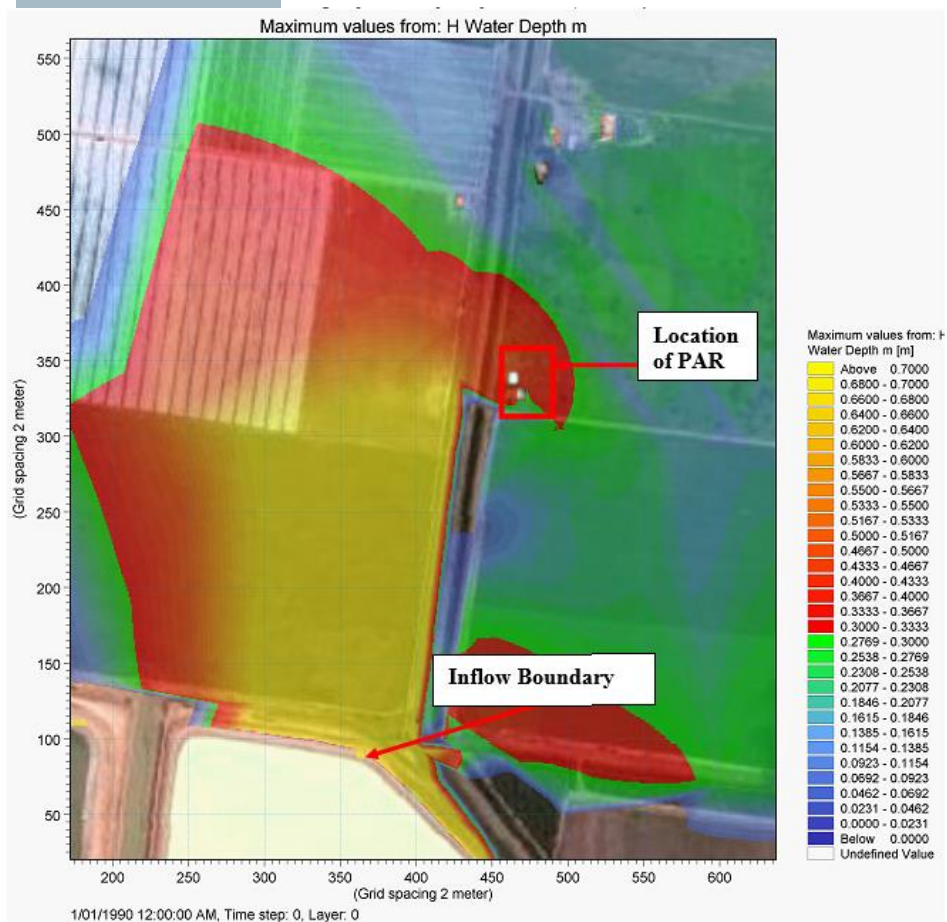 Maximum values from: H Water Depth m
550
500
450
400
350
300
250
200
150
100
50
(Grid spacing 2 meter)
200 250 300 350 400 450 500 550 600
(Grid spacing 2 meter)
1/01/1990 12:00:00 AM, Time step: 0, Layer: 0
Location
of PAR
Inflow Boundary
Maximum values from: H
Water Depth m [m]
Above 0.7000
0.6800 - 0.7000
0.6600 - 0.6800
0.6400 - 0.6600
0.6200 - 0.6400
0.6000 - 0.6200
0.5833 - 0.6000
0.5667 - 0.5833
0.5500 - 0.5667
0.5333 - 0.5500
0.5167 - 0.5333
0.5000 - 0.5167
0.4667 - 0.5000
0.4333 - 0.4667
0.4000 - 0.4333
0.3667 - 0.4000
0.3333 - 0.3667
0.3000 - 0.3333
0.2769 - 0.3000
0.2538 - 0.2769
0.2308 - 0.2538
0.2077 - 0.2308
0.1846 - 0.2077
0.1615 - 0.1846
0.1385 - 0.1615
0.1154 - 0.1385
0.0923 - 0.1154
0.0692 - 0.0923
0.0462 - 0.0692
0.0231 - 0.0462
0.0000 - 0.0231
Below 0.0000
Undefined Value